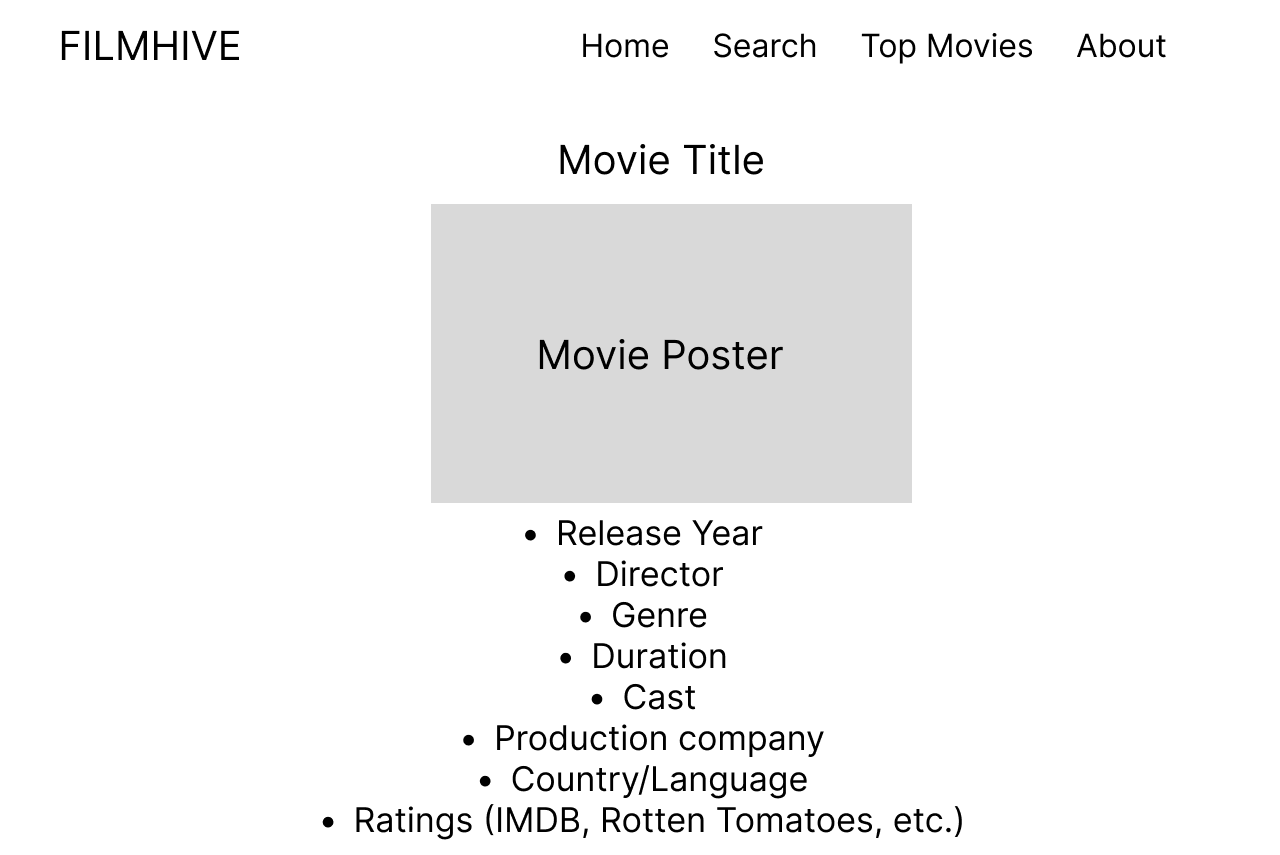 FILMHIVE Home Search Top Movies About
Movie Title
Movie Poster
• Release Year
• Director
• Genre
• Duration
• Cast
• Production company
• Country/Language
• Ratings (IMDB, Rotten Tomatoes, etc.)